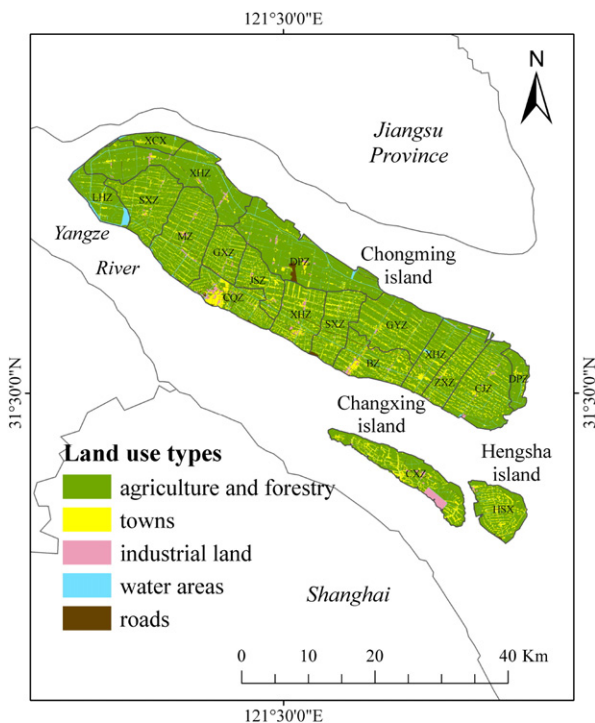 121°30'0"E
N
Jiangsu
Province
XCX
XHZ
LHZ
SXZ
Yangze
River
MZ
GXZ
DPZ
Chongming
island
JSZ
CQZ
XHZ
SXZ
GYZ
BZ
XHZ
ZXZ
CJZ
DPZ
31°30'0"N
31°30'0"N
Changxing
island
Hengsha
island
CXZ
HSX
Land use types
agriculture and forestry
towns
industrial land
water areas
roads
Shanghai
0 10 20 40 Km
121°30'0"E